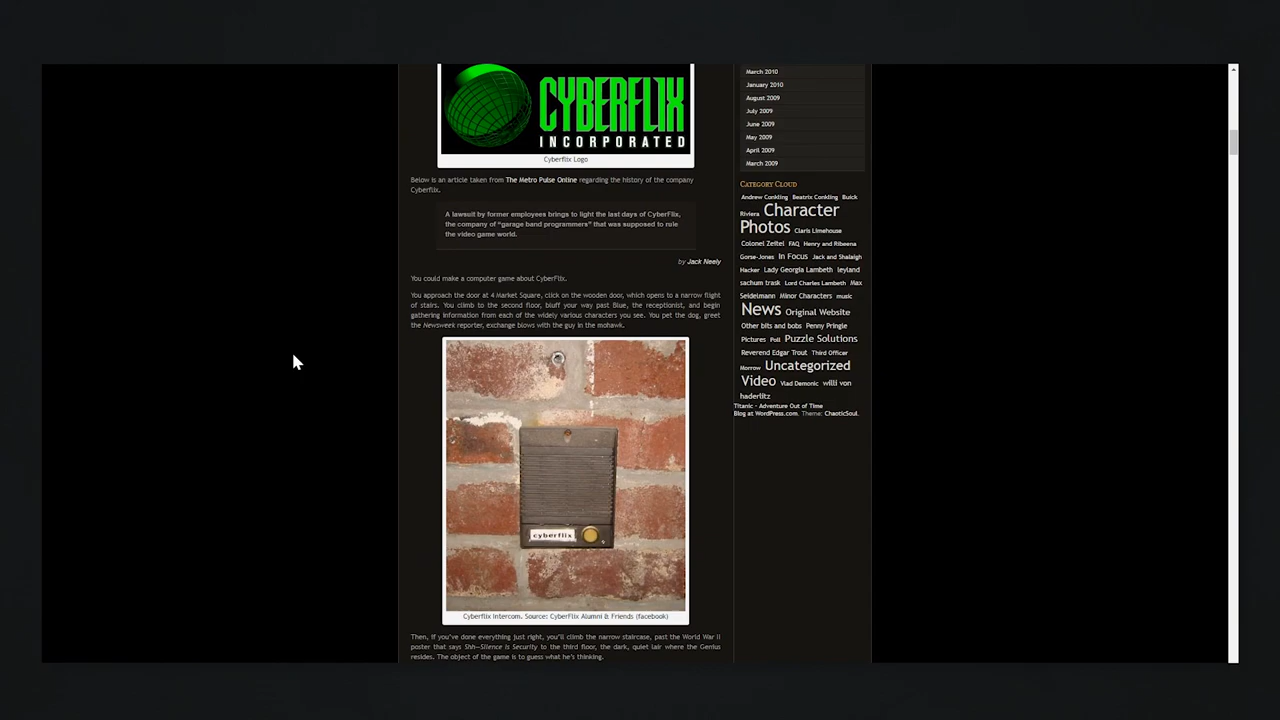 CYBERFLIX
INCORPORATED
Cyberflix Logo
Below is an article taken from The Metro Pulse Online regarding the history of the company
Cyberflix.
A lawsuit by former employees brings to light the last days of CyberFlix,
the company of "garage band programmers" that was supposed to rule
the video game world.
by Jack Neely
You could make a computer game about CyberFlix.
You approach the door at 4 Market Square, click on the wooden door, which opens to a narrow flight
of stairs. You climb to the second floor, bluff your way past Blue, the receptionist, and begin
gathering information from each of the widely various characters you see. You pet the dog, greet
the Newsweek reporter, exchange blows with the guy in the mohawk.
cyberflix
Cyberflix Intercom. Source: CyberFlix Alumni & Friends (facebook)
Then, if you've done everything just right, you'll climb the narrow staircase, past the World War II
poster that says Shh—Silence Is Security to the third floor, the dark, quiet lair where the Genius
resides. The object of the game is to guess what he's thinking.
March 2010
January 2010
August 2009
July 2009
June 2009
May 2009
April 2009
March 2009
Category Cloud
Andrew Conkling Beatrix Conkling Buick
Riviera Character
Photos Claris Limehouse
Colonel Zeitel FAQ Henry and Ribeena
Gorse-Jones In Focus Jack and Shalagh
Hacker Lady Georgia Lambeth leyland
sachum trask Lord Charles Lambeth Max
Seidelmann Minor Characters music
News Original Website
Other bits and bobs Penny Pringle
Pictures Poll Puzzle Solutions
Reverend Edgar Trout Third Officer
Morrow Uncategorized
Video Vlad Demonic willi von
haderlitz
Titanic - Adventure Out of Time
Blog at WordPress.com. Theme: ChaoticSoul.